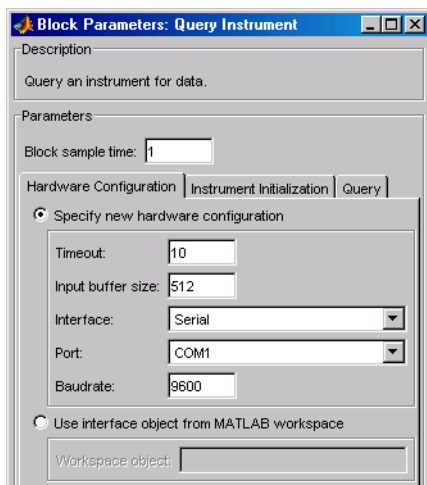 Block Parameters: Query Instrument
Description
Query an instrument for data.
Parameters
Block sample time: 1
Hardware Configuration Instrument Initialization Query
Specify new hardware configuration
Timeout: 10
Input buffer size: 512
Interface: Serial
Port: COM1
Baudrate: 9600
Use interface object from MATLAB workspace
Workspace object: